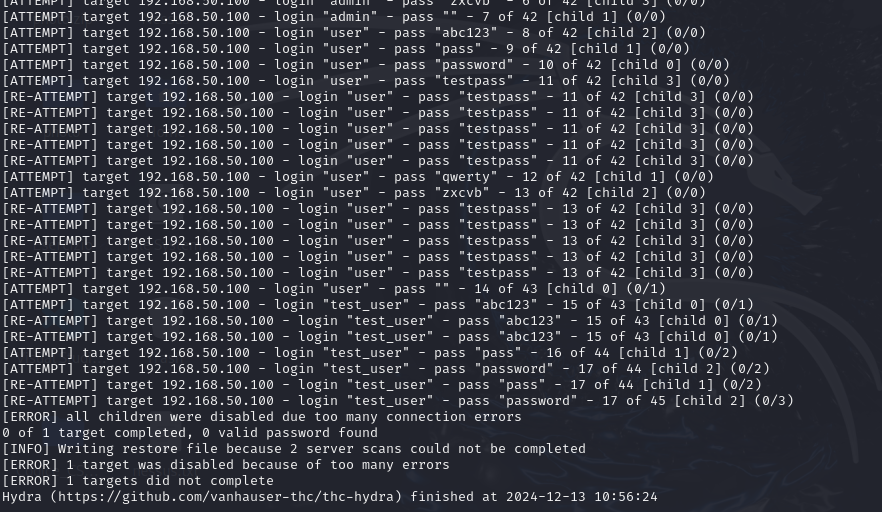 [ATTEMPT] target 192.168.50.100 - login "admin" - pass "zxcvb" - 6 of 42 [child 3] (0/0)
[ATTEMPT] target 192.168.50.100 - login "admin" - pass "" - 7 of 42 [child 1] (0/0)
[ATTEMPT] target 192.168.50.100 - login "user" - pass "abc123" - 8 of 42 [child 2] (0/0)
[ATTEMPT] target 192.168.50.100 - login "user" - pass "pass" - 9 of 42 [child 1] (0/0)
[ATTEMPT] target 192.168.50.100 - login "user" - pass "password" - 10 of 42 [child 0] (0/0)
[ATTEMPT] target 192.168.50.100 - login "user" - pass "testpass" - 11 of 42 [child 3] (0/0)
[RE-ATTEMPT] target 192.168.50.100 - login "user" - pass "testpass" - 11 of 42 [child 3] (0/0)
[RE-ATTEMPT] target 192.168.50.100 - login "user" - pass "testpass" - 11 of 42 [child 3] (0/0)
[RE-ATTEMPT] target 192.168.50.100 - login "user" - pass "testpass" - 11 of 42 [child 3] (0/0)
[RE-ATTEMPT] target 192.168.50.100 - login "user" - pass "testpass" - 11 of 42 [child 3] (0/0)
[RE-ATTEMPT] target 192.168.50.100 - login "user" - pass "testpass" - 11 of 42 [child 3] (0/0)
[ATTEMPT] target 192.168.50.100 - login "user" - pass "qwerty" - 12 of 42 [child 1] (0/0)
[ATTEMPT] target 192.168.50.100 - login "user" - pass "zxcvb" - 13 of 42 [child 2] (0/0)
[RE-ATTEMPT] target 192.168.50.100 - login "user" - pass "testpass" - 13 of 42 [child 3] (0/0)
[RE-ATTEMPT] target 192.168.50.100 - login "user" - pass "testpass" - 13 of 42 [child 3] (0/0)
[RE-ATTEMPT] target 192.168.50.100 - login "user" - pass "testpass" - 13 of 42 [child 3] (0/0)
[RE-ATTEMPT] target 192.168.50.100 - login "user" - pass "testpass" - 13 of 42 [child 3] (0/0)
[RE-ATTEMPT] target 192.168.50.100 - login "user" - pass "testpass" - 13 of 42 [child 3] (0/0)
[ATTEMPT] target 192.168.50.100 - login "user" - pass "" - 14 of 43 [child 0] (0/1)
[ATTEMPT] target 192.168.50.100 - login "test_user" - pass "abc123" - 15 of 43 [child 0] (0/1)
[RE-ATTEMPT] target 192.168.50.100 - login "test_user" - pass "abc123" - 15 of 43 [child 0] (0/1)
[RE-ATTEMPT] target 192.168.50.100 - login "test_user" - pass "abc123" - 15 of 43 [child 0] (0/1)
[ATTEMPT] target 192.168.50.100 - login "test_user" - pass "pass" - 16 of 44 [child 1] (0/2)
[ATTEMPT] target 192.168.50.100 - login "test_user" - pass "password" - 17 of 44 [child 2] (0/2)
[RE-ATTEMPT] target 192.168.50.100 - login "test_user" - pass "pass" - 17 of 44 [child 1] (0/2)
[RE-ATTEMPT] target 192.168.50.100 - login "test_user" - pass "password" - 17 of 45 [child 2] (0/3)
[ERROR] all children were disabled due too many connection errors
0 of 1 target completed, 0 valid password found
[INFO] Writing restore file because 2 server scans could not be completed
[ERROR] 1 target was disabled because of too many errors
[ERROR] 1 targets did not complete
Hydra (https://github.com/vanhauser-thc/thc-hydra) finished at 2024-12-13 10:56:24